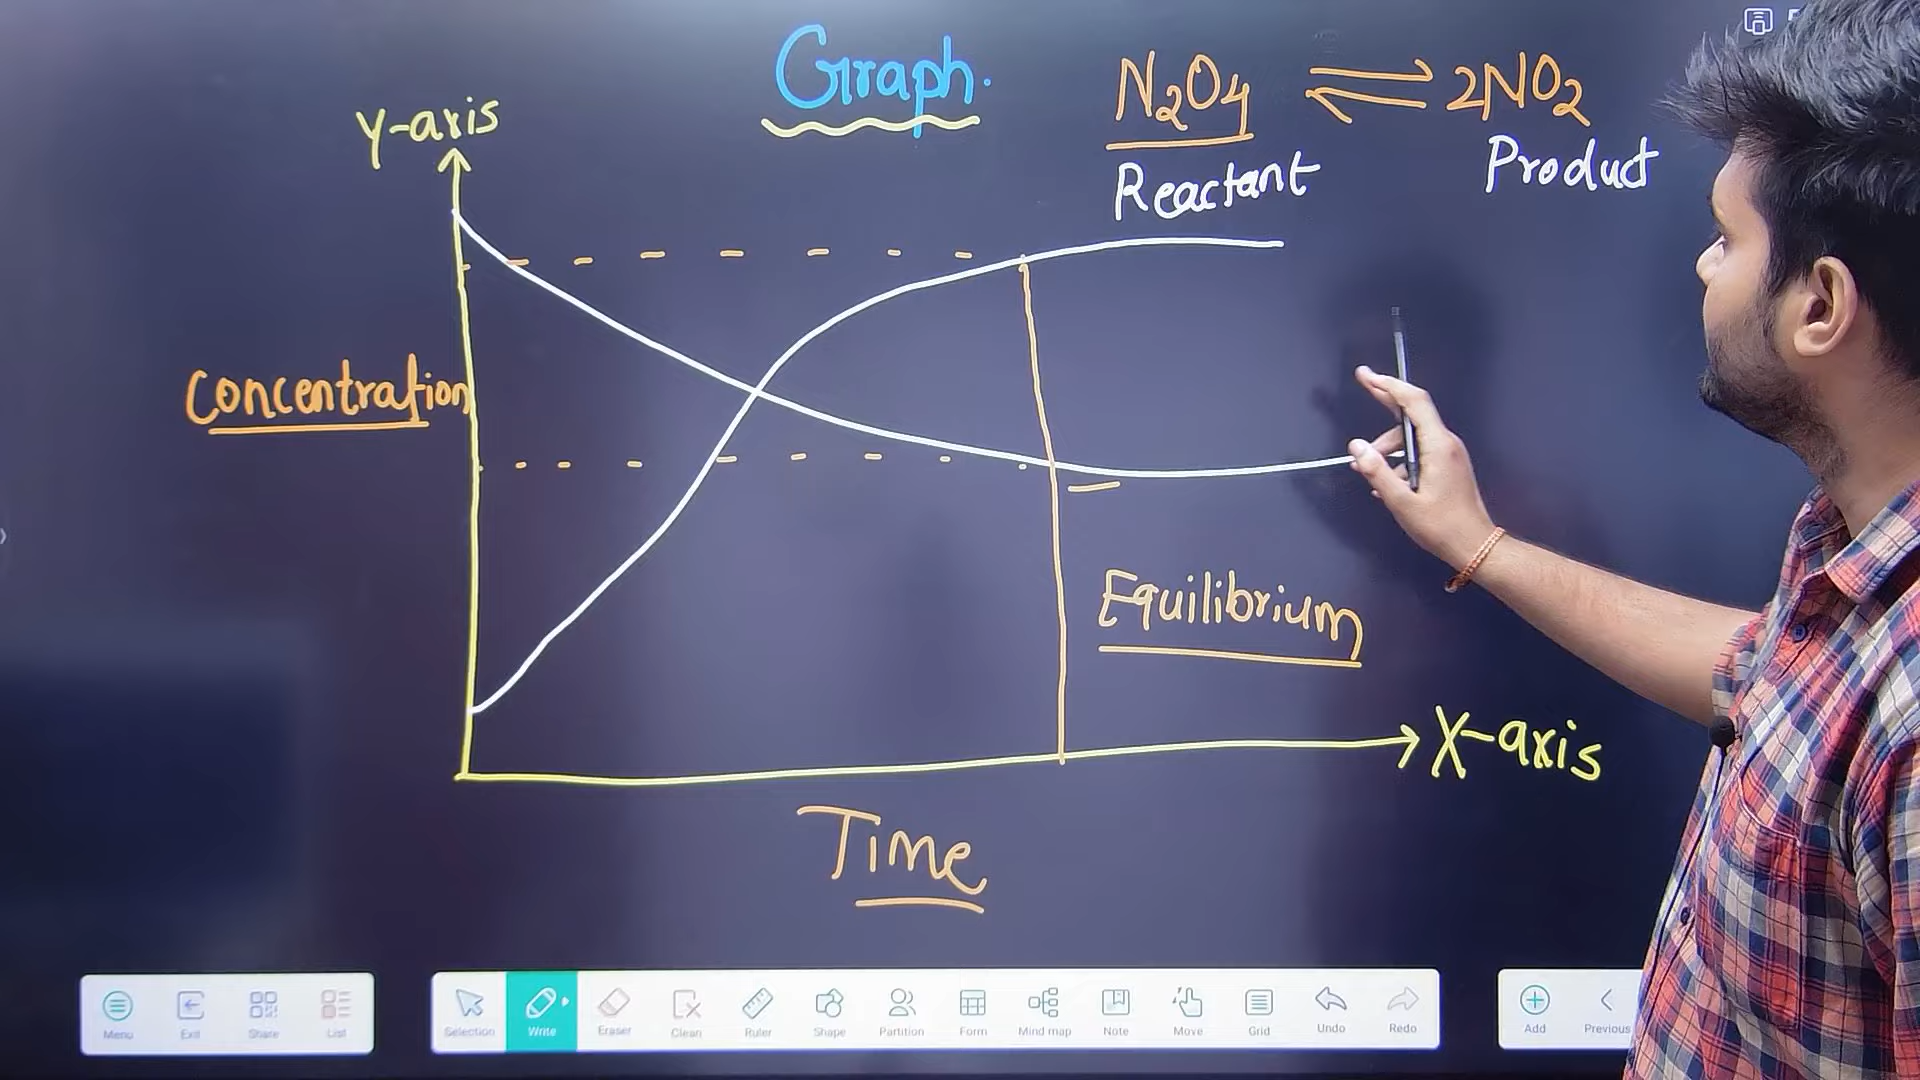 Graph.
N2O4 ⇌ 2NO2
Reactant Product
Y-axis
Concentration
Equilibrium
X-axis
Time
Menu Exit Share List Selection Write Eraser Clean Ruler Shape Partition Form Mind map Note Move Grid Undo Redo Add Previous